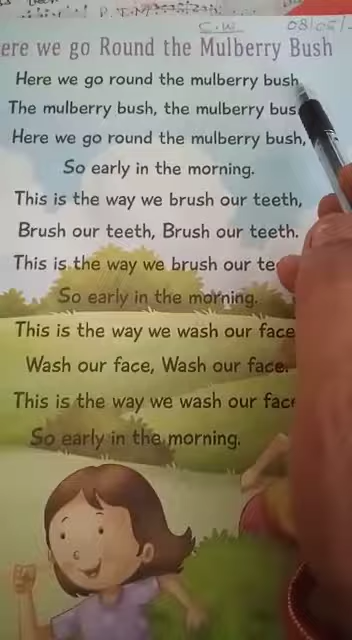 C.W
08/05/
ere we go Round the Mulberry Bush
Here we go round the mulberry bush,
The mulberry bush, the mulberry bus
Here we go round the mulberry bush,
So early in the morning.
This is the way we brush our teeth,
Brush our teeth, Brush our teeth.
This is the way we brush our te
So early in the morning.
This is the way we wash our face
Wash our face, Wash our face.
This is the way we wash our face
So early in the morning.